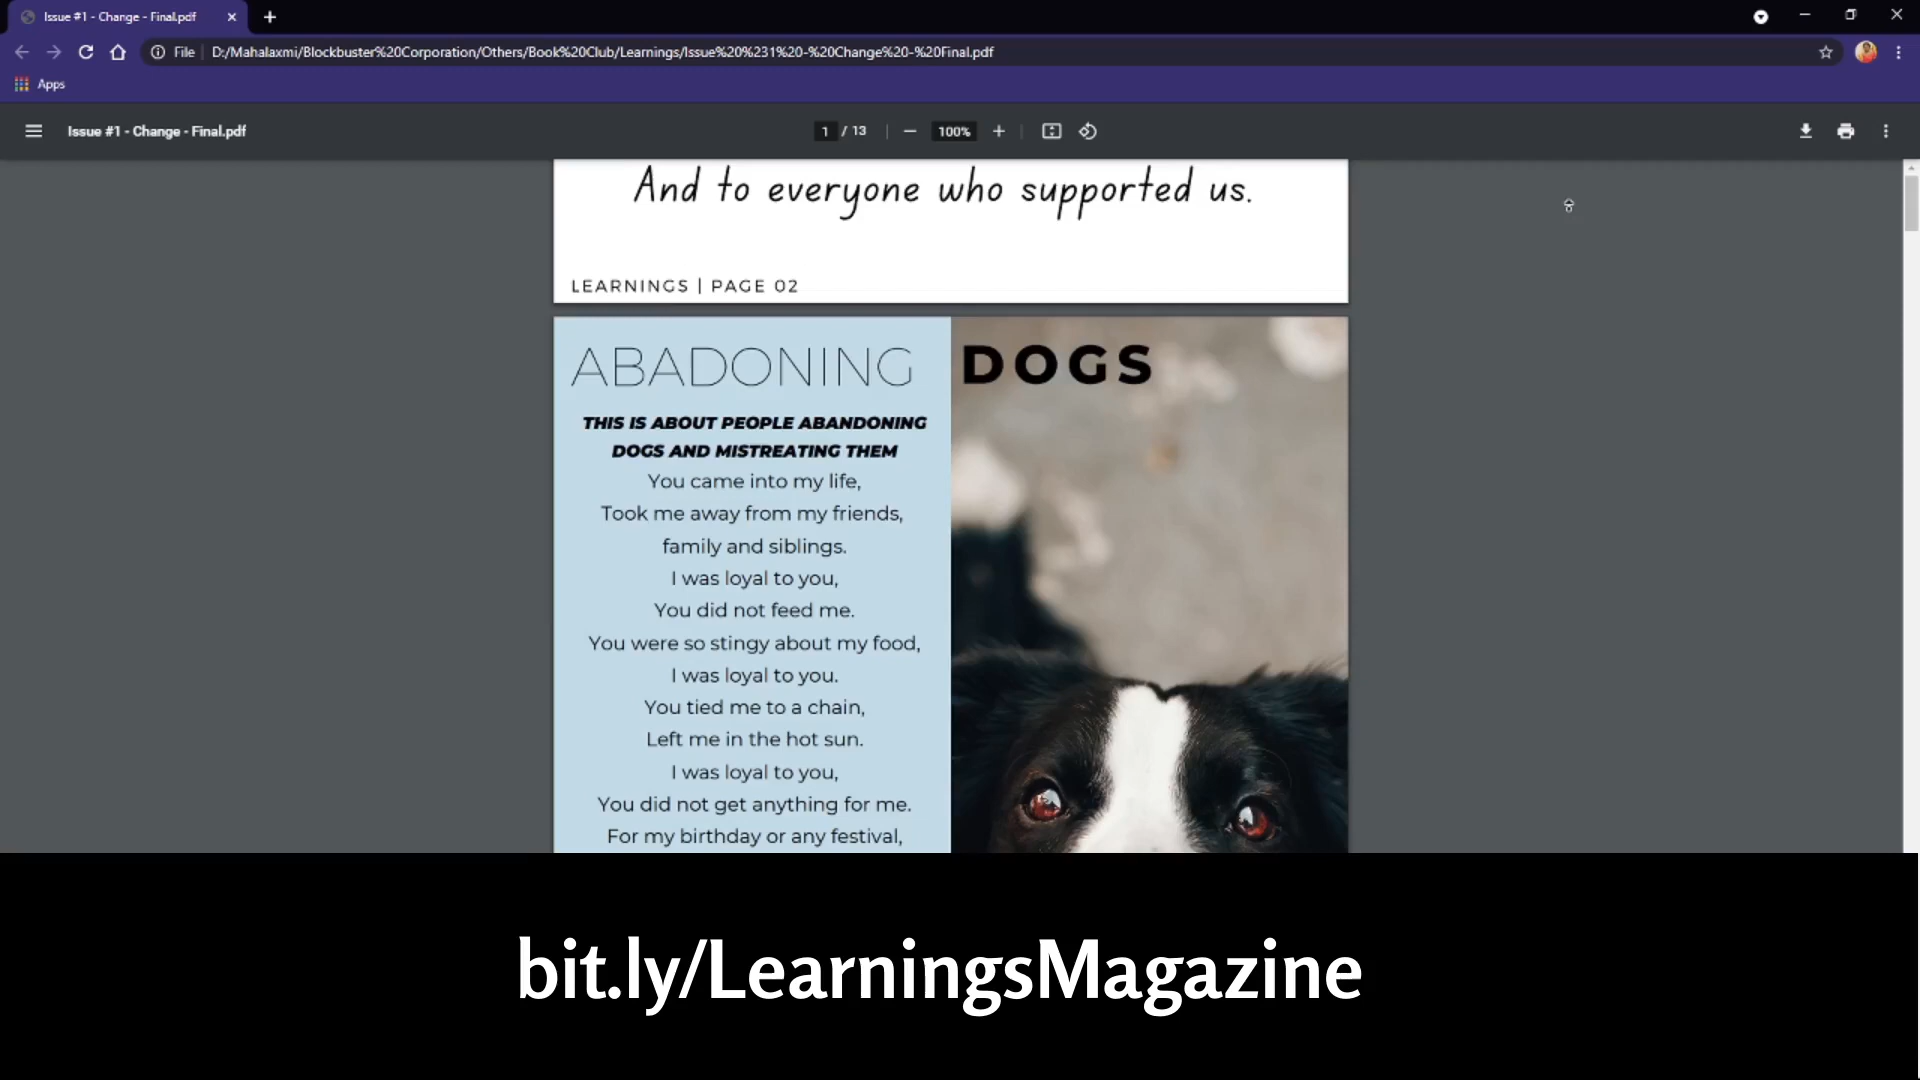 Issue #1 - Change - Final.pdf
File
D:/Mahalaxmi/Blockbuster%20Corporation/Others/Book%20Club/Learnings/Issue%20%231%20-%20Change%20-%20Final.pdf
Apps
Issue #1 - Change - Final.pdf
1 / 13
100%
And to everyone who supported us.
LEARNINGS | PAGE 02
ABADONING DOGS
THIS IS ABOUT PEOPLE ABANDONING
DOGS AND MISTREATING THEM
You came into my life,
Took me away from my friends,
family and siblings.
I was loyal to you,
You did not feed me.
You were so stingy about my food,
I was loyal to you.
You tied me to a chain,
Left me in the hot sun.
I was loyal to you,
You did not get anything for me.
For my birthday or any festival,
bit.ly/LearningsMagazine